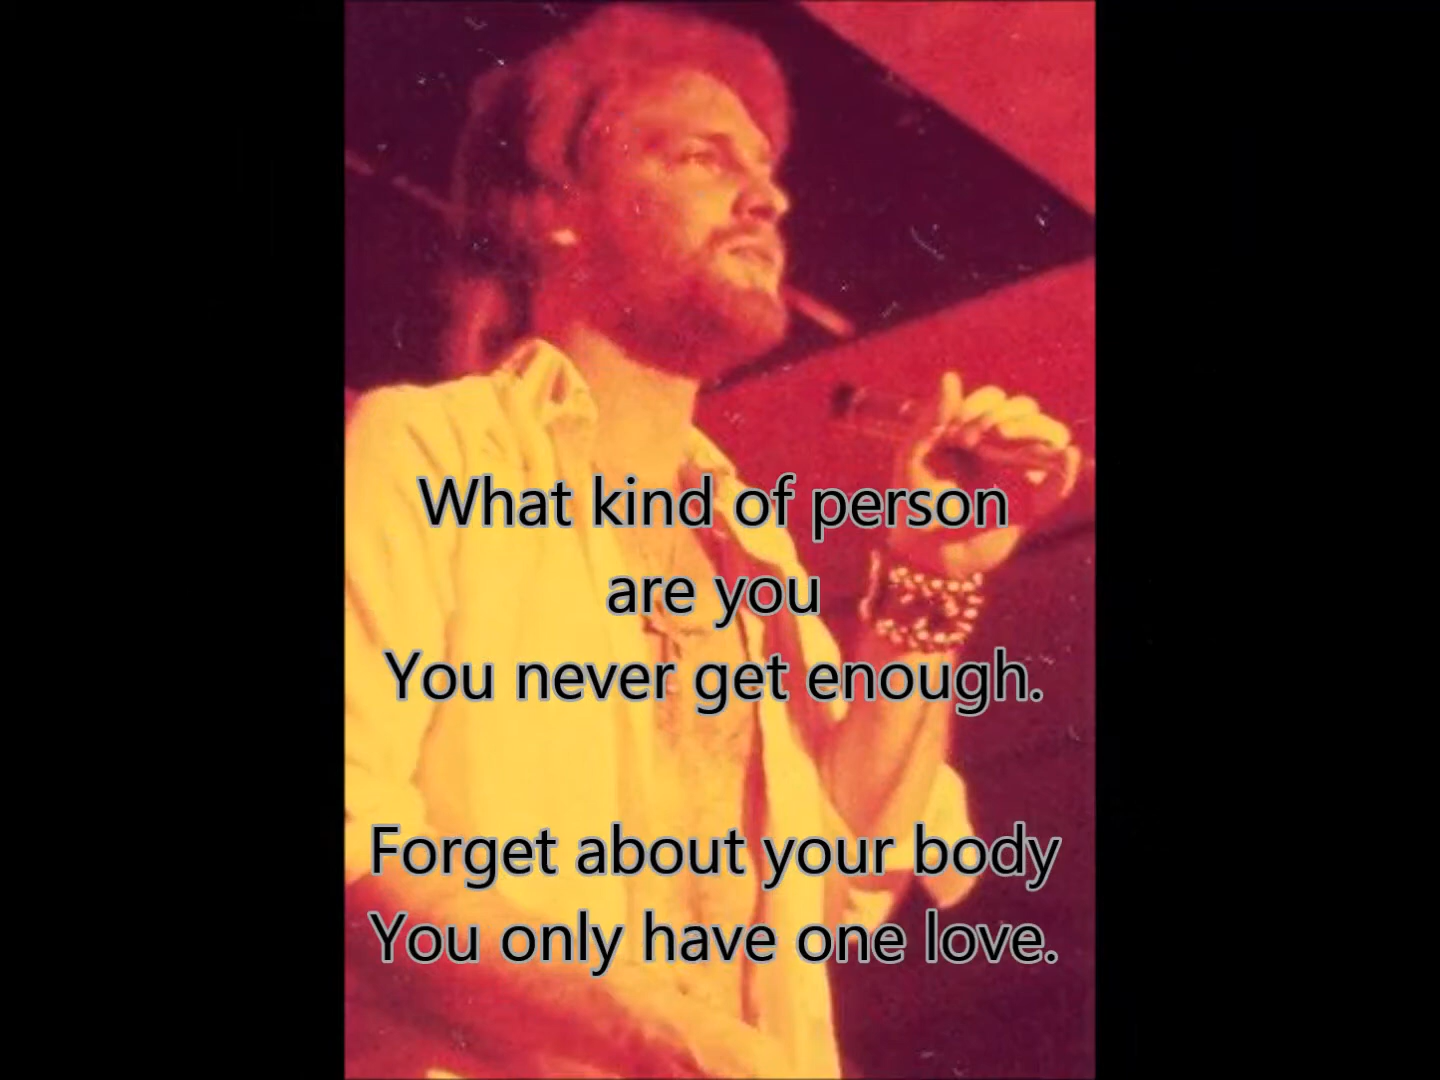 What kind of person
are you
You never get enough.
Forget about your body
You only have one love.